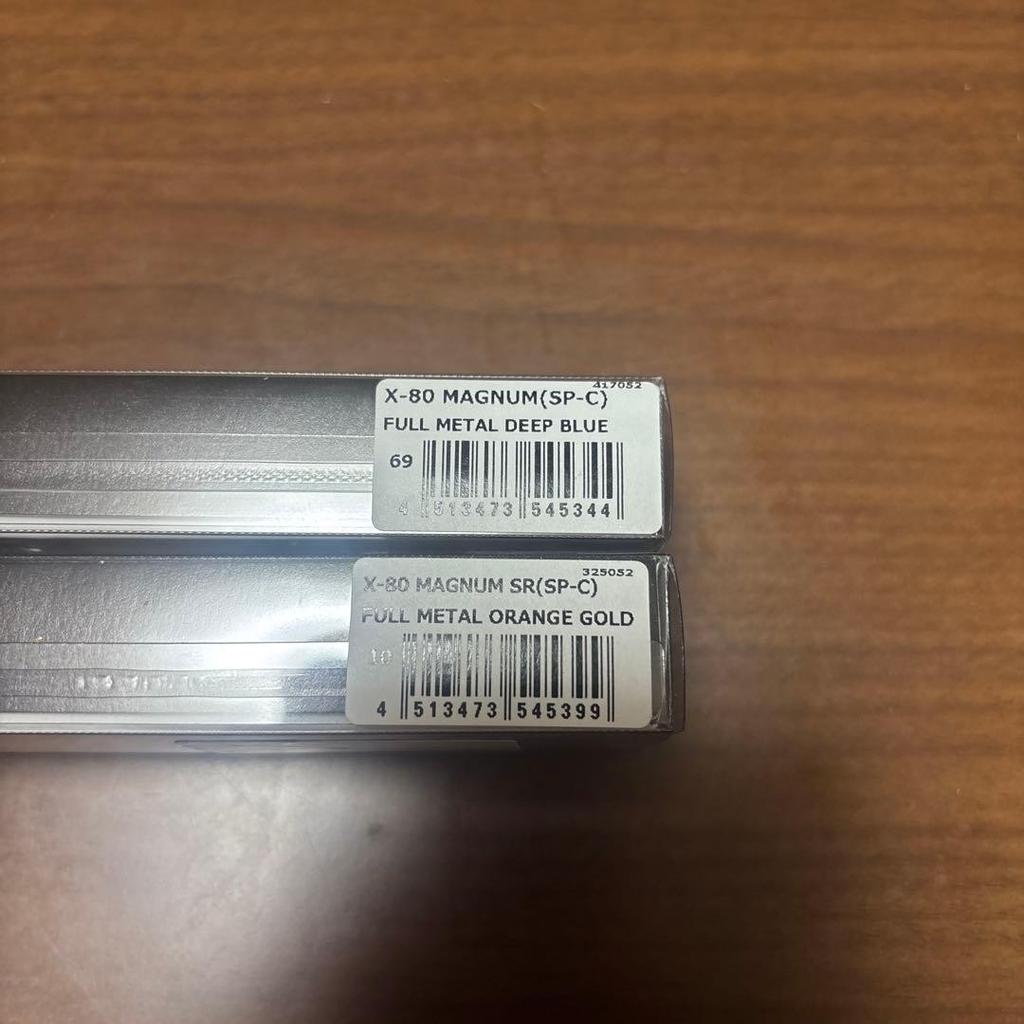 417052
X-80 MAGNUM(SP-C)
FULL METAL DEEP BLUE
69
4 513473 545344
325052
X-80 MAGNUM SR(SP-C)
FULL METAL ORANGE GOLD
10
4 513473 545399